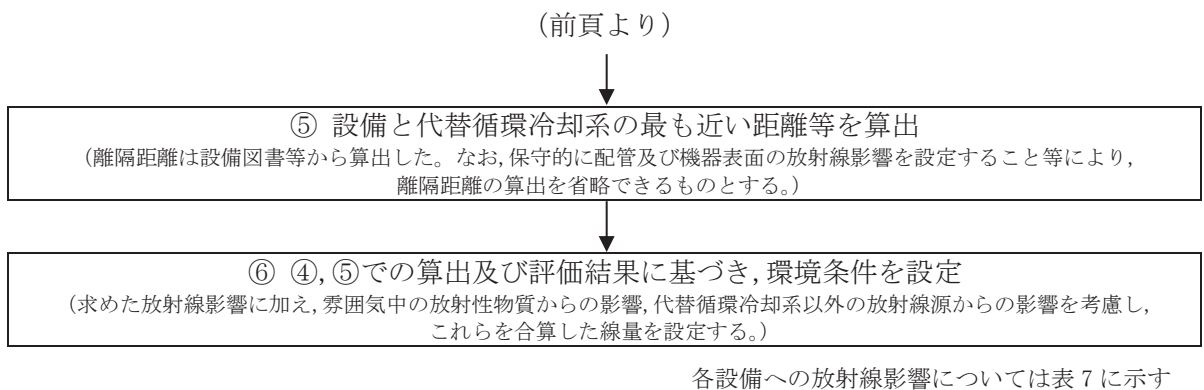 (前頁より)
⑤ 設備と代替循環冷却系の最も近い距離等を算出
(離隔距離は設備図書等から算出した。なお,保守的に配管及び機器表面の放射線影響を設定すること等により,
離隔距離の算出を省略できるものとする。)
⑥ ④,⑤での算出及び評価結果に基づき,環境条件を設定
(求めた放射線影響に加え,雰囲気中の放射性物質からの影響,代替循環冷却系以外の放射線源からの影響を考慮し,
これらを合算した線量を設定する。)
各設備への放射線影響については表 7 に示す